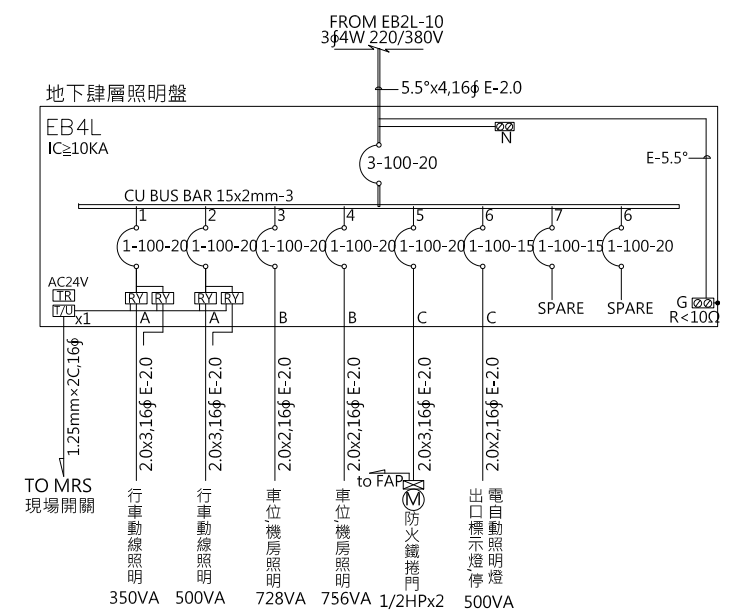 FROM EB2L-10
3ϕ4W 220/380V
5.5°x4,16ϕ E-2.0
地下肆層照明盤
EB4L
IC≧10KA
N
3-100-20
E-5.5°
CU BUS BAR 15x2mm-3
1 2 3 4 5 6 7 6
1-100-20 1-100-20 1-100-20 1-100-20 1-100-20 1-100-15 1-100-15 1-100-20
AC24V
TR
T/U x1
RY RY RY RY
SPARE SPARE
G
R<10Ω
A A B B C C
1.25mm×2C,16ϕ
2.0x3,16ϕ E-2.0
2.0x3,16ϕ E-2.0
2.0x2,16ϕ E-2.0
2.0x2,16ϕ E-2.0
2.0x3,16ϕ E-2.0
2.0x2,16ϕ E-2.0
TO MRS
現場開關
to FAP
M
行車動線照明
350VA
行車動線照明
500VA
車位,機房照明
728VA
車位,機房照明
756VA
防火鐵捲門
1/2HPx2
出口標示燈,停
電自動照明燈
500VA